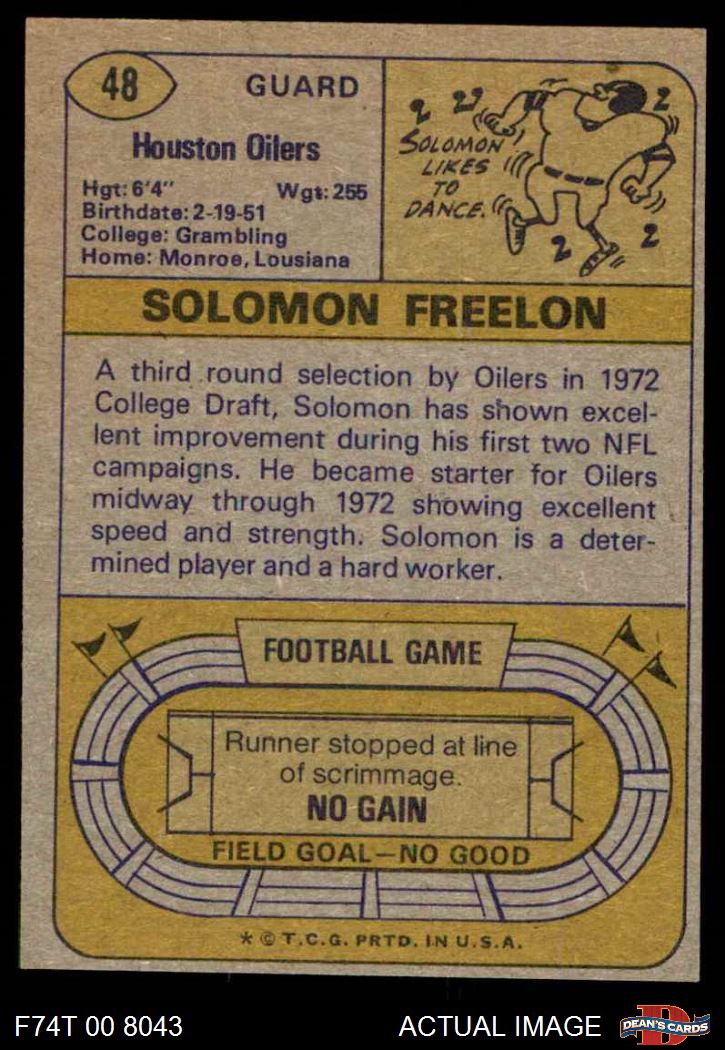 48
GUARD
Houston Oilers
Hgt: 6'4" Wgt: 255
Birthdate: 2-19-51
College: Grambling
Home: Monroe, Lousiana
SOLOMON
LIKES
TO
DANCE.
SOLOMON FREELON
A third round selection by Oilers in 1972
College Draft, Solomon has shown excel-
lent improvement during his first two NFL
campaigns. He became starter for Oilers
midway through 1972 showing excellent
speed and strength. Solomon is a deter-
mined player and a hard worker.
FOOTBALL GAME
Runner stopped at line
of scrimmage.
NO GAIN
FIELD GOAL—NO GOOD
* © T.C.G. PRTD. IN U.S.A.
F74T 00 8043
ACTUAL IMAGE
D
DEAN'S CARDS